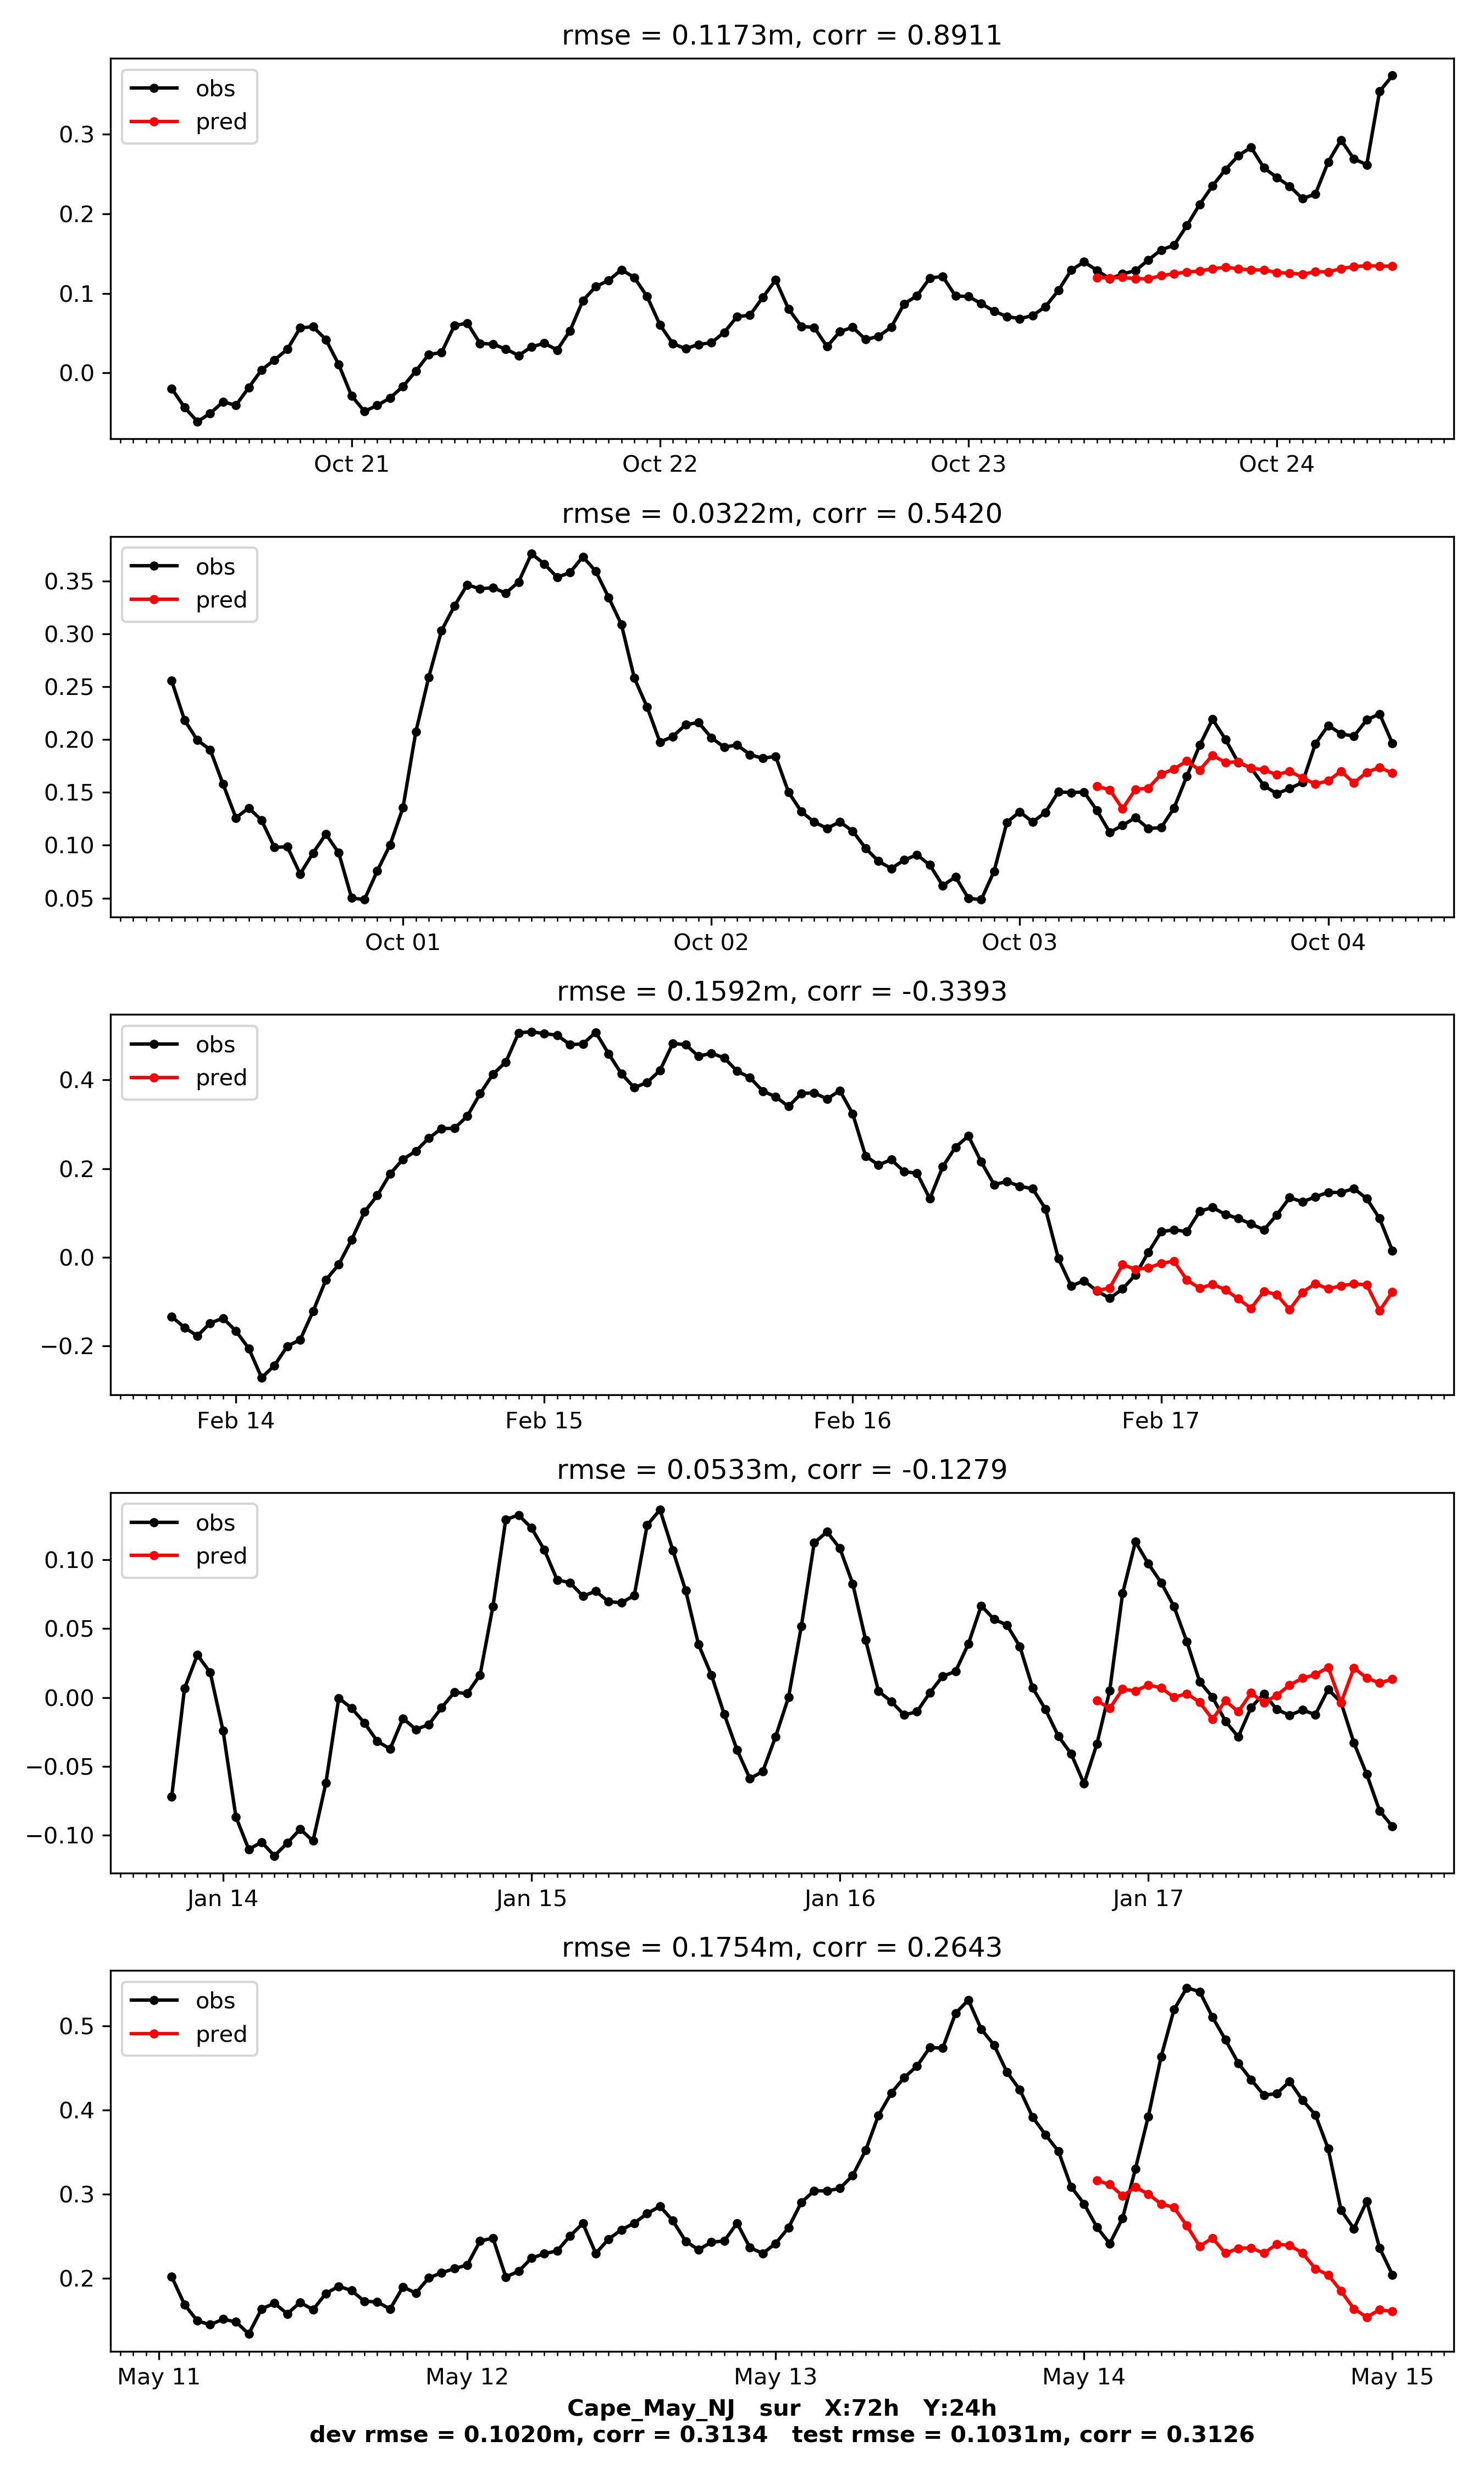 rmse = 0.1173m, corr = 0.8911
obs
pred
0.3
0.2
0.1
0.0
Oct 21 Oct 22 Oct 23 Oct 24
rmse = 0.0322m, corr = 0.5420
obs
pred
0.35
0.30
0.25
0.20
0.15
0.10
0.05
Oct 01 Oct 02 Oct 03 Oct 04
rmse = 0.1592m, corr = -0.3393
obs
pred
0.4
0.2
0.0
−0.2
Feb 14 Feb 15 Feb 16 Feb 17
rmse = 0.0533m, corr = -0.1279
obs
pred
0.10
0.05
0.00
−0.05
−0.10
Jan 14 Jan 15 Jan 16 Jan 17
rmse = 0.1754m, corr = 0.2643
obs
pred
0.5
0.4
0.3
0.2
May 11 May 12 May 13 May 14 May 15
Cape_May_NJ sur X:72h Y:24h
dev rmse = 0.1020m, corr = 0.3134 test rmse = 0.1031m, corr = 0.3126